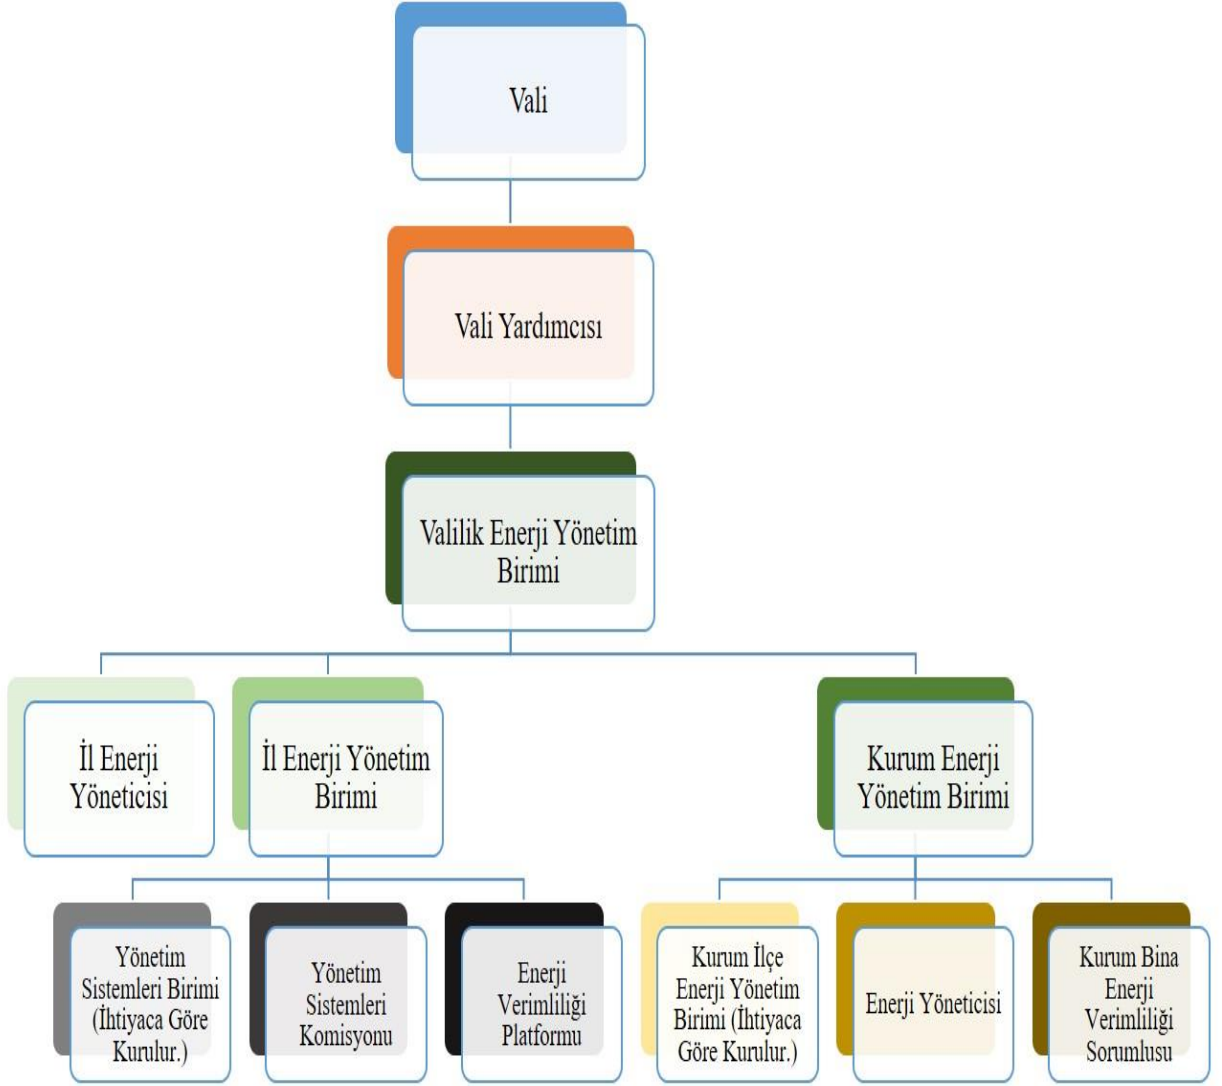 Vali
Vali Yardımcısı
Valilik Enerji Yönetim
Birimi
İl Enerji
Yöneticisi
İl Enerji Yönetim
Birimi
Kurum Enerji
Yönetim Birimi
Yönetim
Sistemleri Birimi
(İhtiyaca Göre
Kurulur.)
Yönetim
Sistemleri
Komisyonu
Enerji
Verimliliği
Platformu
Kurum İlçe
Enerji Yönetim
Birimi (İhtiyaca
Göre Kurulur.)
Enerji Yöneticisi
Kurum Bina
Enerji
Verimliliği
Sorumlusu